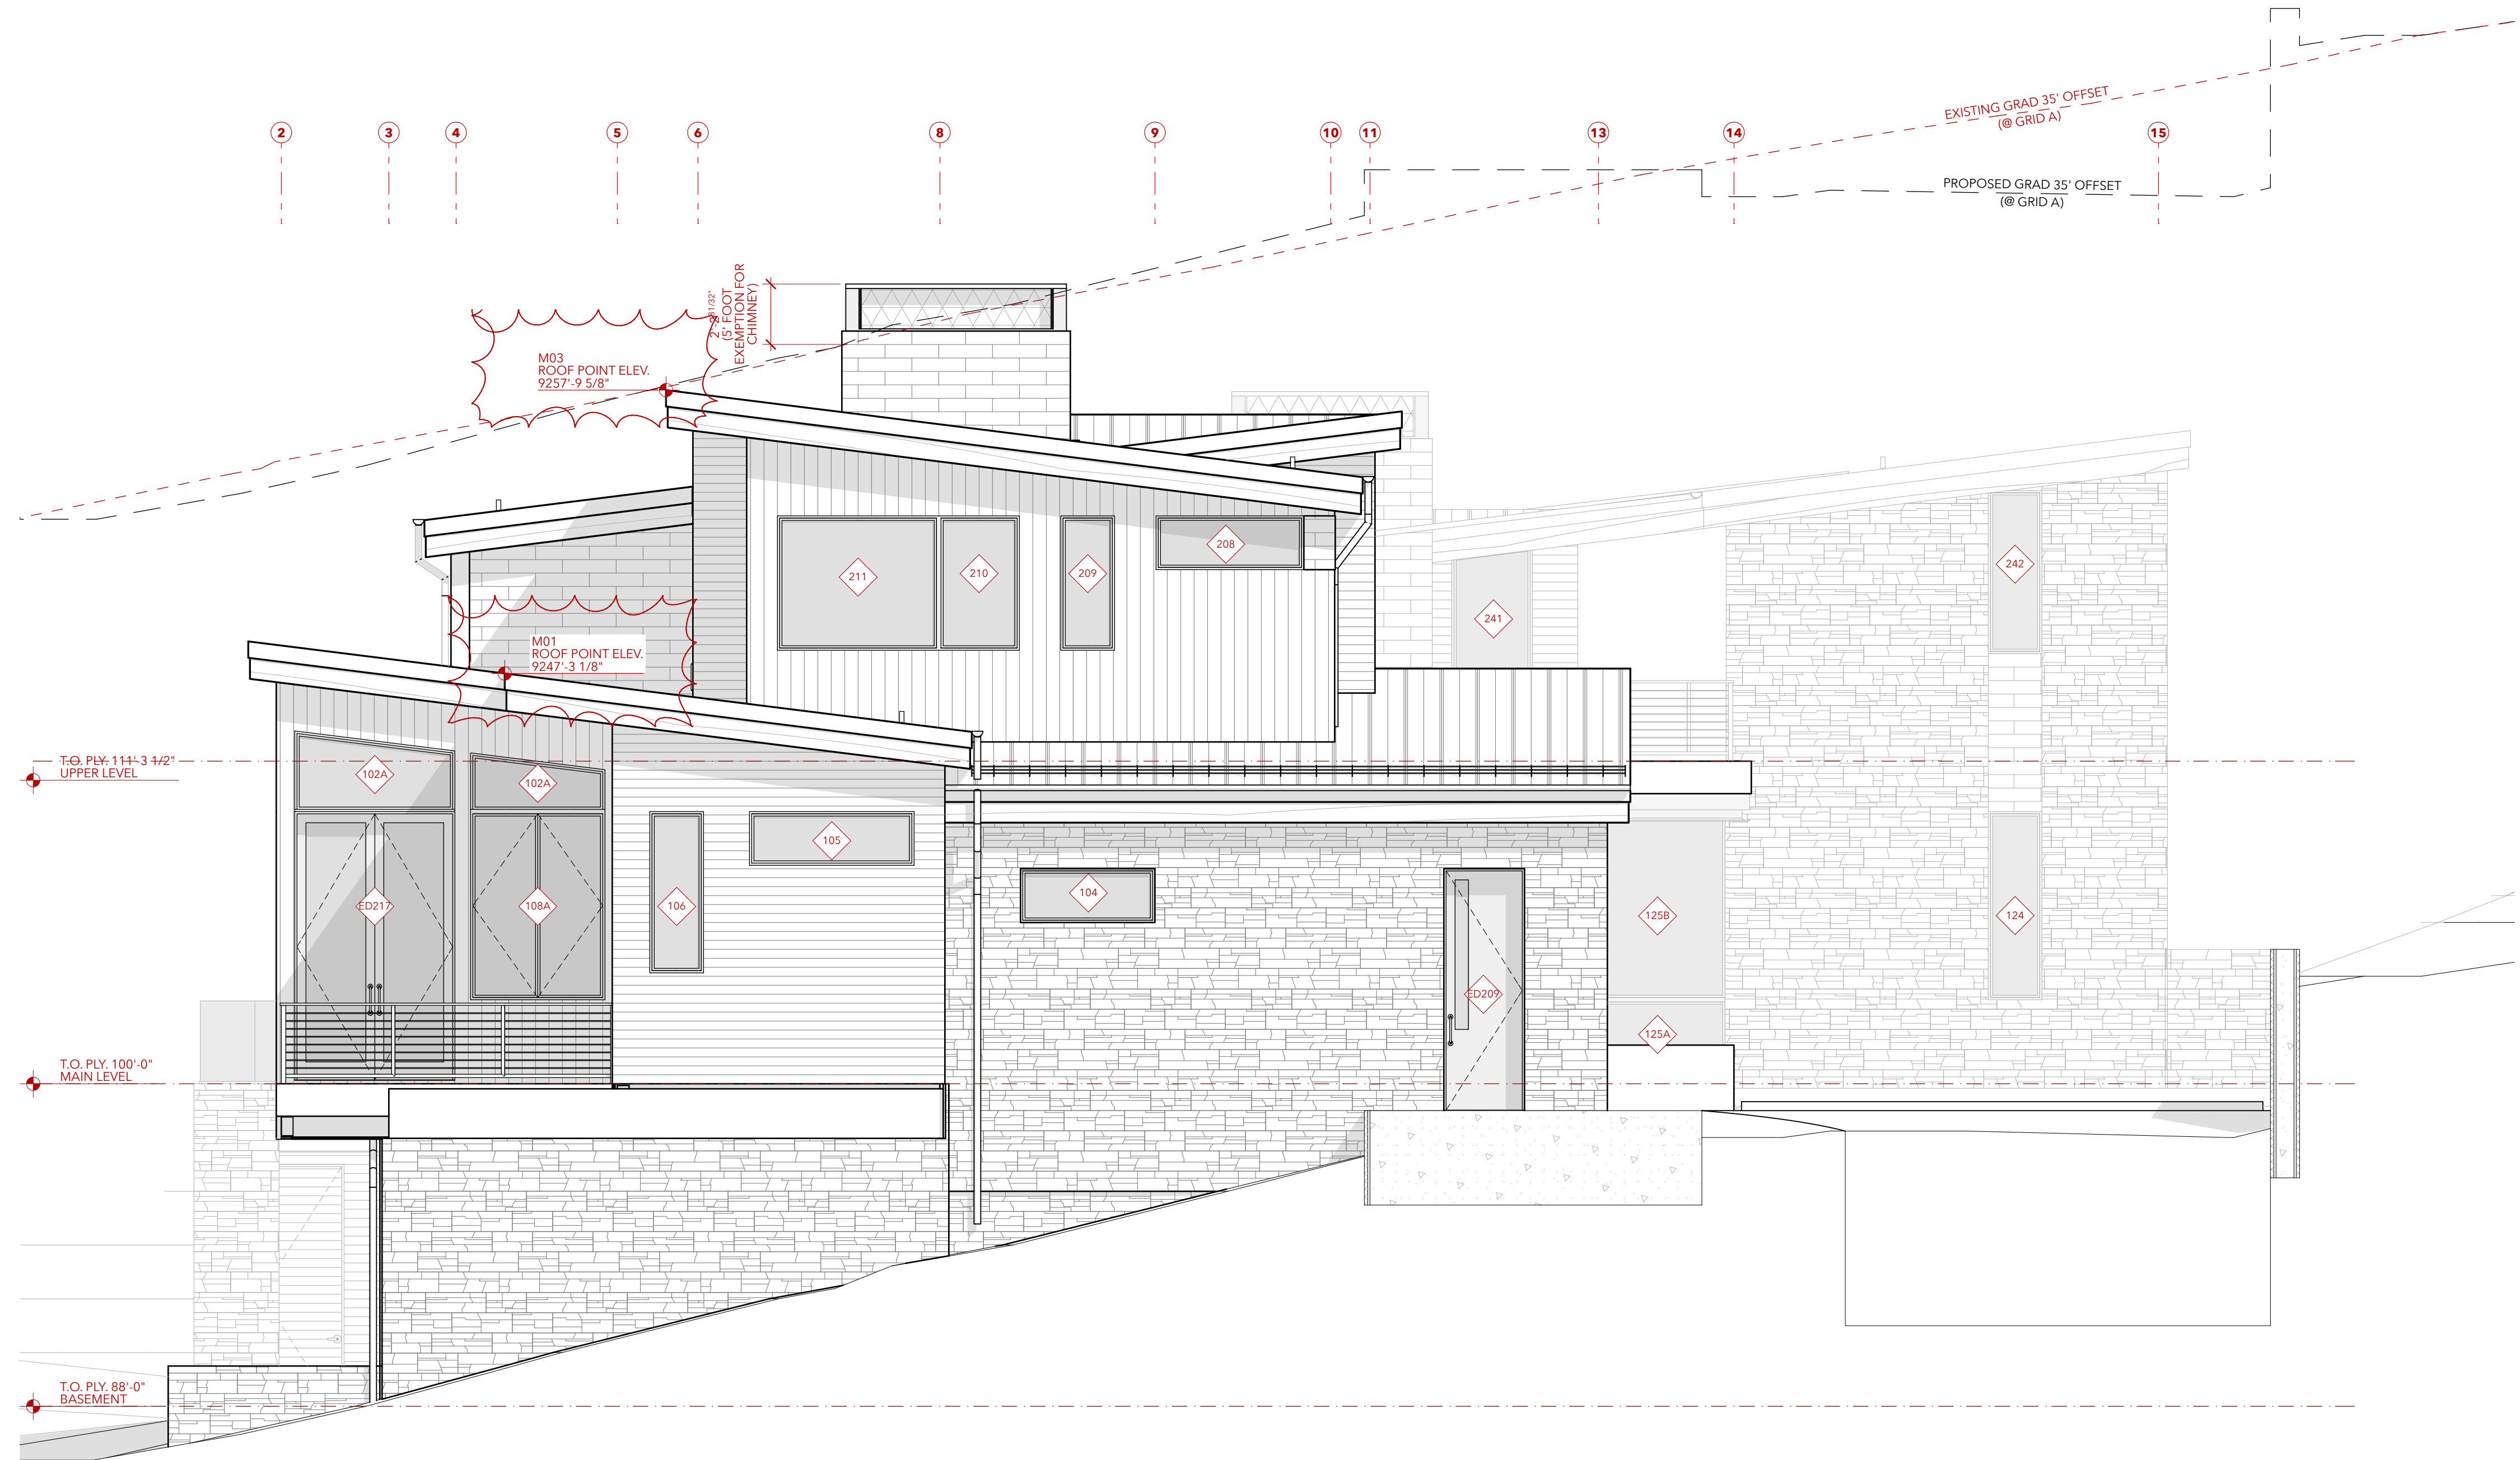 EXISTING GRAD 35' OFFSET
(@ GRID A)
2
3
4
5
6
8
9
10
11
13
14
15
PROPOSED GRAD 35' OFFSET
(@ GRID A)
(5' FOOT
EXEMPTION FOR
CHIMNEY)
M03
ROOF POINT ELEV.
9257'-9 5/8"
208
211
210
209
242
241
M01
ROOF POINT ELEV.
9247'-3 1/8"
T.O. PLY. 111'-3 1/2"
UPPER LEVEL
102A
102A
105
104
ED217
108A
106
125B
124
ED209
125A
T.O. PLY. 100'-0"
MAIN LEVEL
T.O. PLY. 88'-0"
BASEMENT